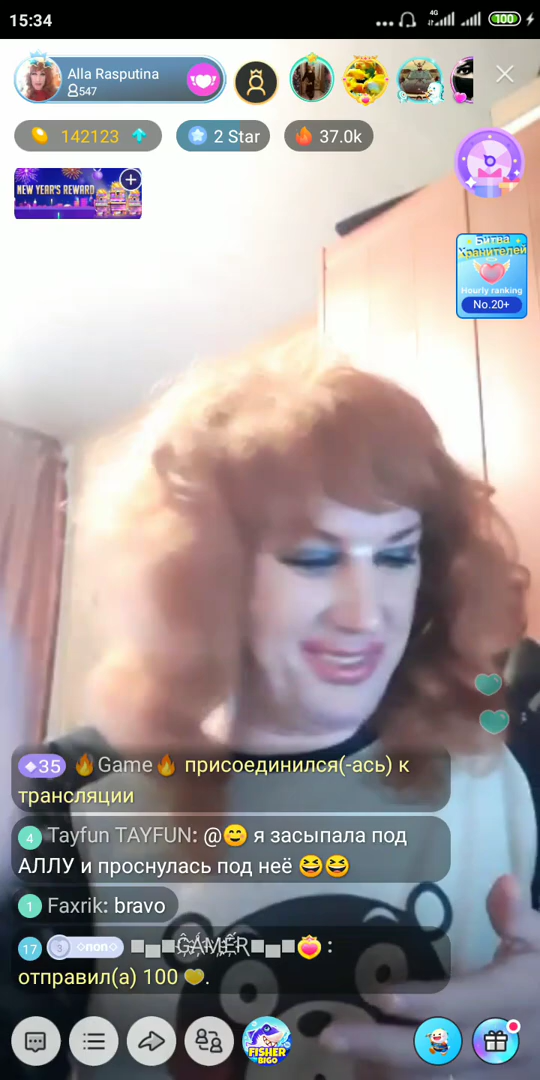 15:34
4G
100
Alla Rasputina
547
142123
2 Star
37.0k
NEW YEAR'S REWARD
Битва
Хранителей
Hourly ranking
No.20+
35 🔥Game🔥 присоединился(-ась) к
трансляции
4 Tayfun TAYFUN: @😊 я засыпала под
АЛЛУ и проснулась под неё 😆😆
1 Faxrik: bravo
17 3 ◇non◇ ■▄■GAMER■▄■ :
отправил(а) 100 💛.
FISHER
BIGO